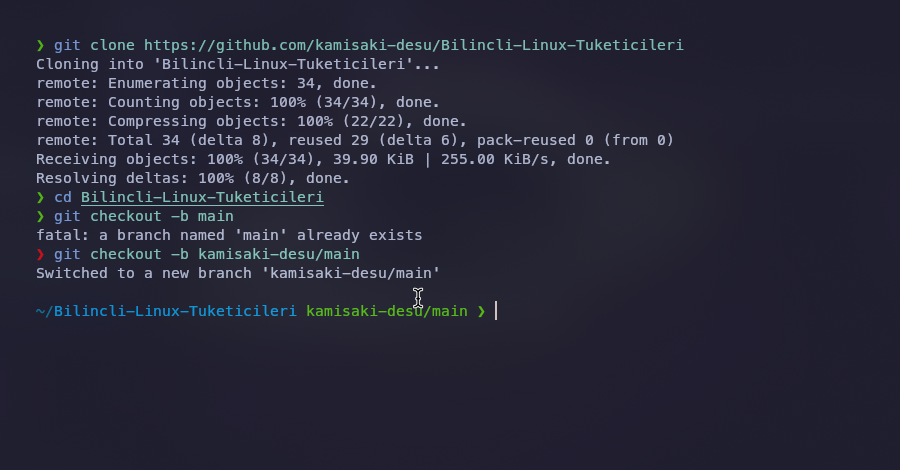 ❯ git clone https://github.com/kamisaki-desu/Bilincli-Linux-Tuketicileri
Cloning into 'Bilincli-Linux-Tuketicileri'...
remote: Enumerating objects: 34, done.
remote: Counting objects: 100% (34/34), done.
remote: Compressing objects: 100% (22/22), done.
remote: Total 34 (delta 8), reused 29 (delta 6), pack-reused 0 (from 0)
Receiving objects: 100% (34/34), 39.90 KiB | 255.00 KiB/s, done.
Resolving deltas: 100% (8/8), done.
❯ cd Bilincli-Linux-Tuketicileri
❯ git checkout -b main
fatal: a branch named 'main' already exists
❯ git checkout -b kamisaki-desu/main
Switched to a new branch 'kamisaki-desu/main'
~/Bilincli-Linux-Tuketicileri kamisaki-desu/main ❯